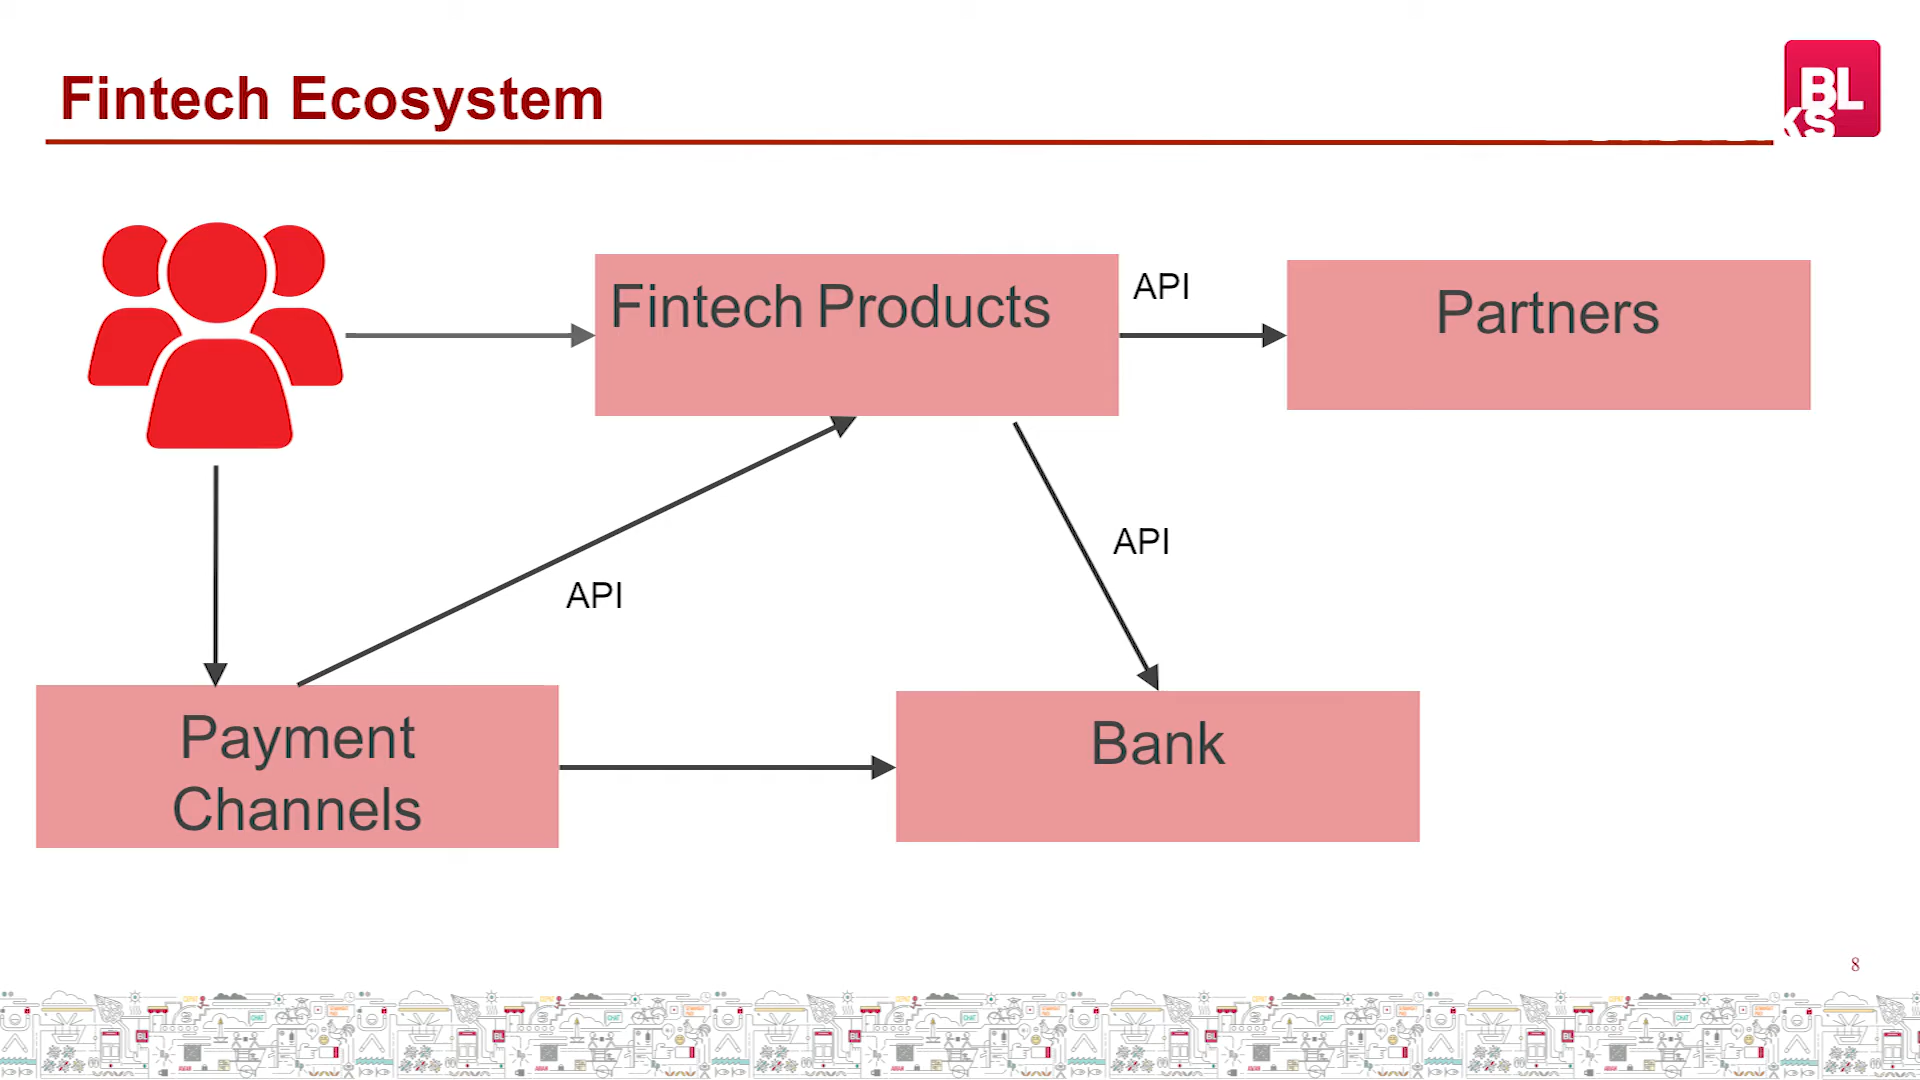 Fintech Ecosystem
BL
KS
Fintech Products
API
Partners
API
API
Payment
Channels
Bank
8